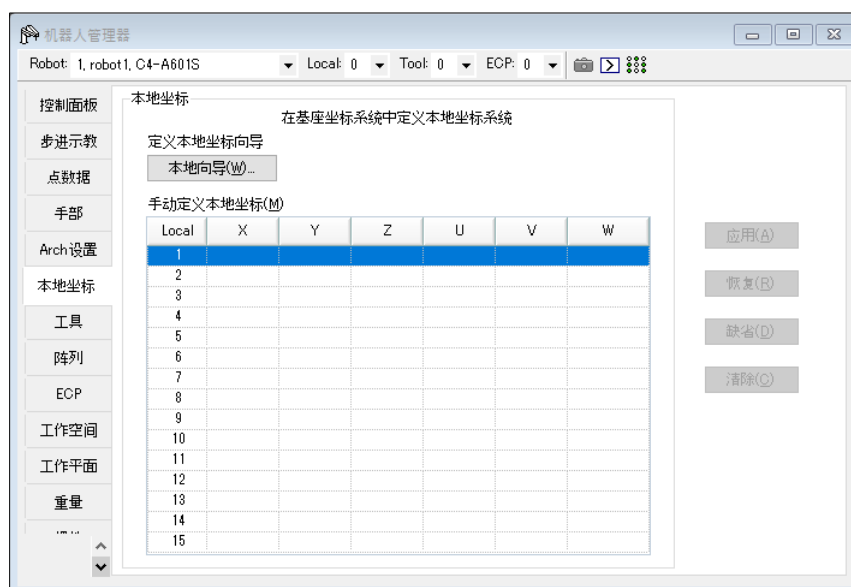 机器人管理器
Robot: 1, robot1, C4-A601S Local: 0 Tool: 0 ECP: 0
控制面板
步进示教
点数据
手部
Arch设置
本地坐标
工具
阵列
ECP
工作空间
工作平面
重量
本地坐标
在基座坐标系统中定义本地坐标系统
定义本地坐标向导
本地向导(W)...
手动定义本地坐标(M)
Local X Y Z U V W
1
2
3
4
5
6
7
8
9
10
11
12
13
14
15
应用(A)
恢复(R)
缺省(D)
清除(C)